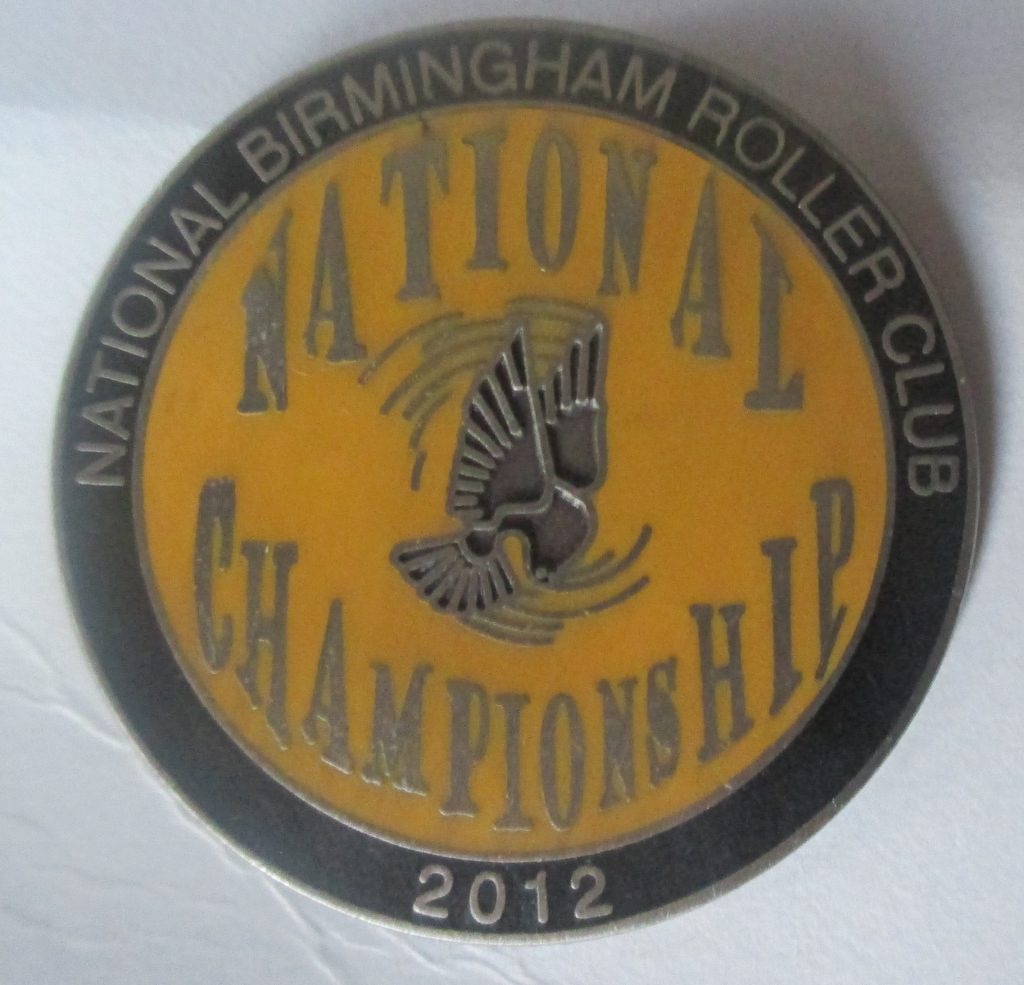 NATIONAL BIRMINGHAM ROLLER CLUB
NATIONAL
CHAMPIONSHIP
2012